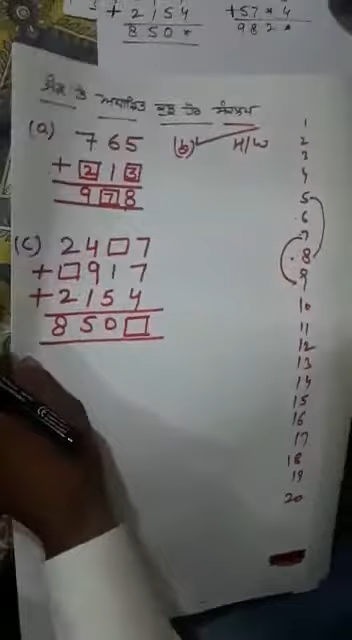 + 2 1 5 4
8 5 0 *
+ 5 7 * 4
9 8 2 *
(a) 7 6 5
+ 2 1 3
9 7 8
(b) H/W
(c) 2 4 □ 7
+ □ 9 1 7
+ 2 1 5 4
8 5 0 □
1
2
3
4
5
6
7
8
9
10
11
12
13
14
15
16
17
18
19
20